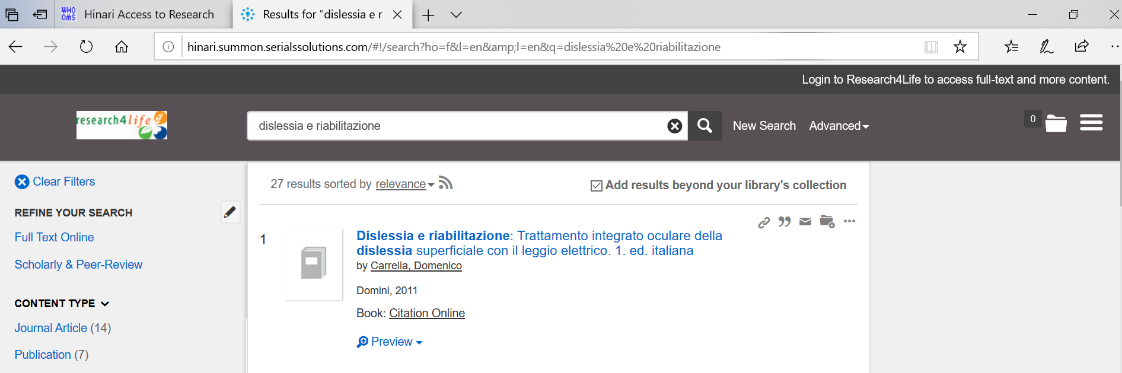 WHO OMS Hinari Access to Research
Results for "dislessia e r
hinari.summon.serialssolutions.com/#!/search?ho=f&l=en&amp;l=en&q=dislessia%20e%20riabilitazione
Login to Research4Life to access full-text and more content.
research4life
dislessia e riabilitazione
New Search
Advanced
0
Clear Filters
REFINE YOUR SEARCH
Full Text Online
Scholarly & Peer-Review
CONTENT TYPE
Journal Article (14)
Publication (7)
27 results sorted by relevance
Add results beyond your library's collection
1
Dislessia e riabilitazione: Trattamento integrato oculare della
dislessia superficiale con il leggio elettrico. 1. ed. italiana
by Carrella, Domenico
Domini, 2011
Book: Citation Online
Preview